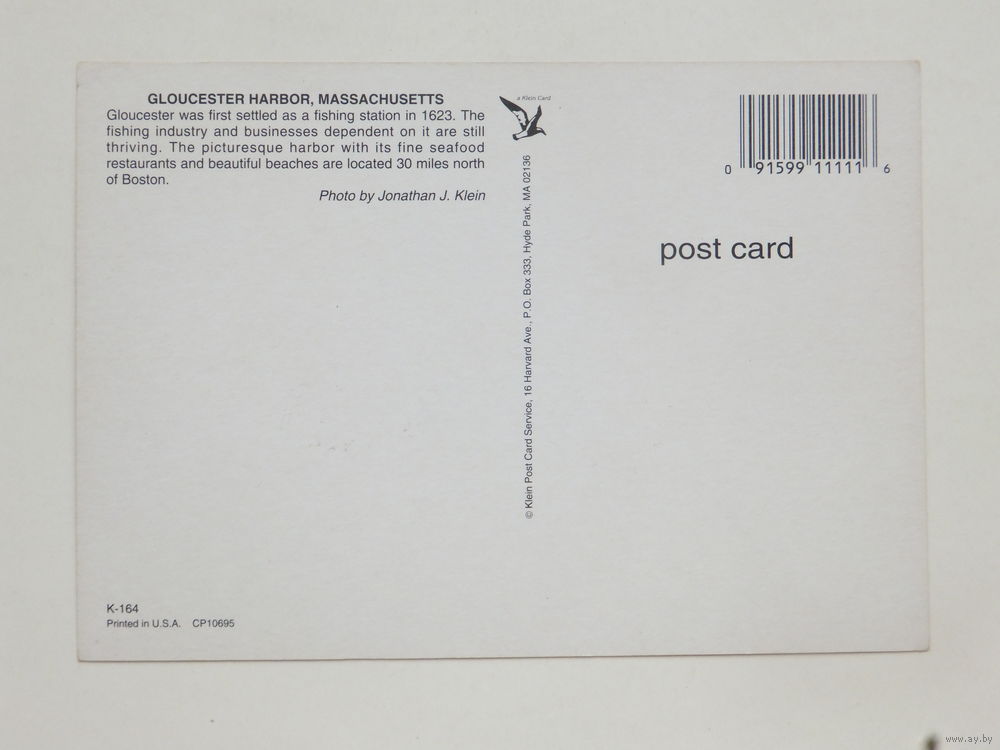 GLOUCESTER HARBOR, MASSACHUSETTS
Gloucester was first settled as a fishing station in 1623. The
fishing industry and businesses dependent on it are still
thriving. The picturesque harbor with its fine seafood
restaurants and beautiful beaches are located 30 miles north
of Boston.
Photo by Jonathan J. Klein
a Klein Card
© Klein Post Card Service, 16 Harvard Ave., P.O. Box 333, Hyde Park, MA 02136
0 91599 11111 6
post card
K-164
Printed in U.S.A. CP10695
www.ay.by